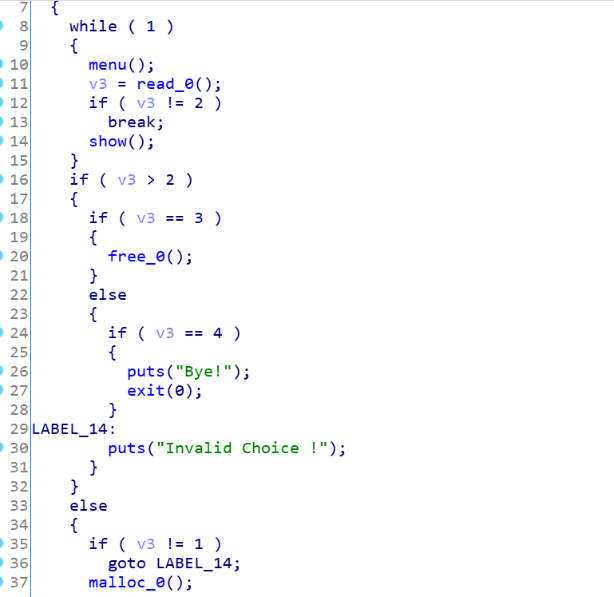 7 {
8 while ( 1 )
9 {
10 menu();
11 v3 = read_0();
12 if ( v3 != 2 )
13 break;
14 show();
15 }
16 if ( v3 > 2 )
17 {
18 if ( v3 == 3 )
19 {
20 free_0();
21 }
22 else
23 {
24 if ( v3 == 4 )
25 {
26 puts("Bye!");
27 exit(0);
28 }
29 LABEL_14:
30 puts("Invalid Choice !");
31 }
32 }
33 else
34 {
35 if ( v3 != 1 )
36 goto LABEL_14;
37 malloc_0();